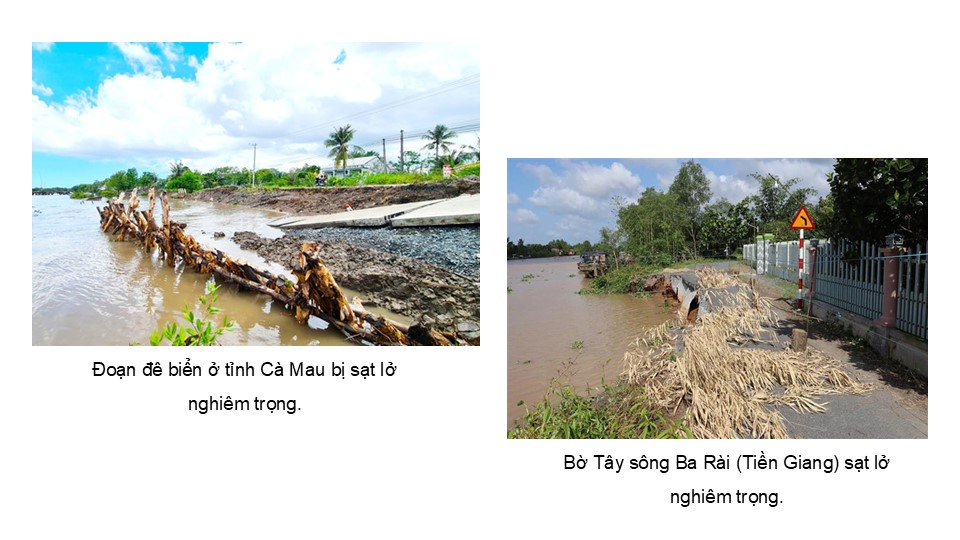 Đoạn đê biển ở tỉnh Cà Mau bị sạt lở
nghiêm trọng.
Bờ Tây sông Ba Rài (Tiền Giang) sạt lở
nghiêm trọng.